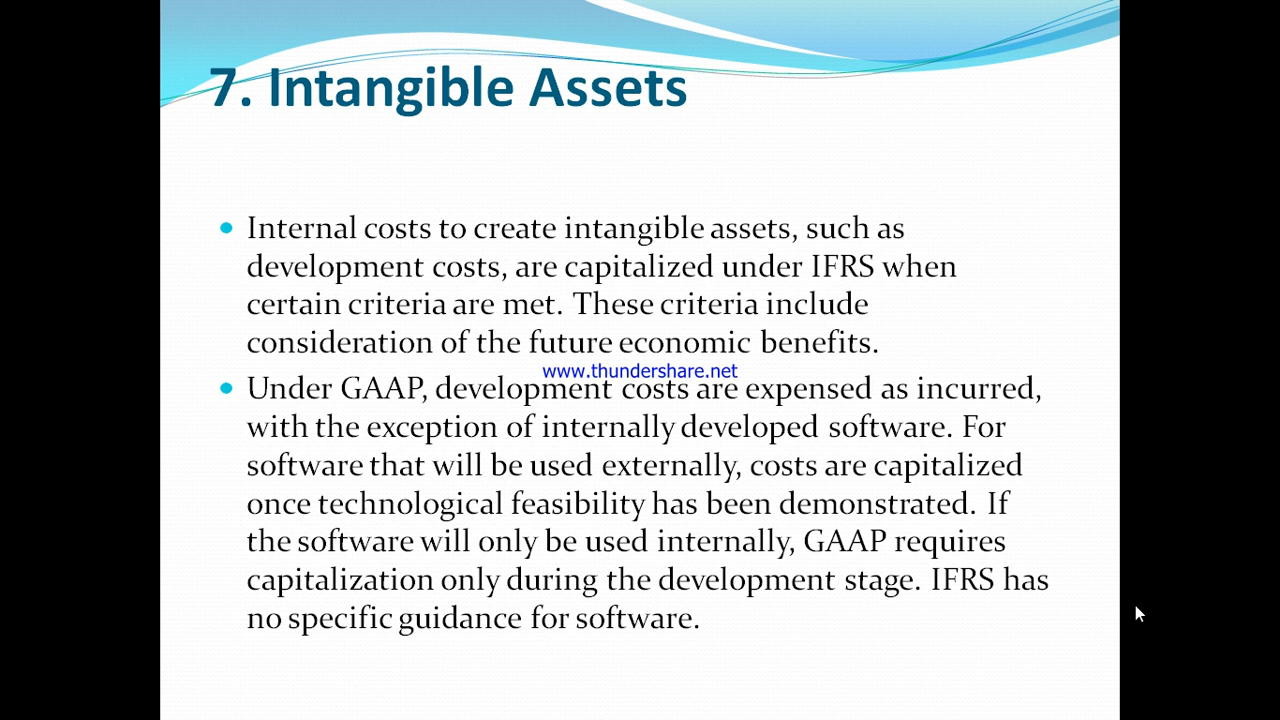 7. Intangible Assets
Internal costs to create intangible assets, such as
development costs, are capitalized under IFRS when
certain criteria are met. These criteria include
consideration of the future economic benefits.
www.thundershare.net
Under GAAP, development costs are expensed as incurred,
with the exception of internally developed software. For
software that will be used externally, costs are capitalized
once technological feasibility has been demonstrated. If
the software will only be used internally, GAAP requires
capitalization only during the development stage. IFRS has
no specific guidance for software.